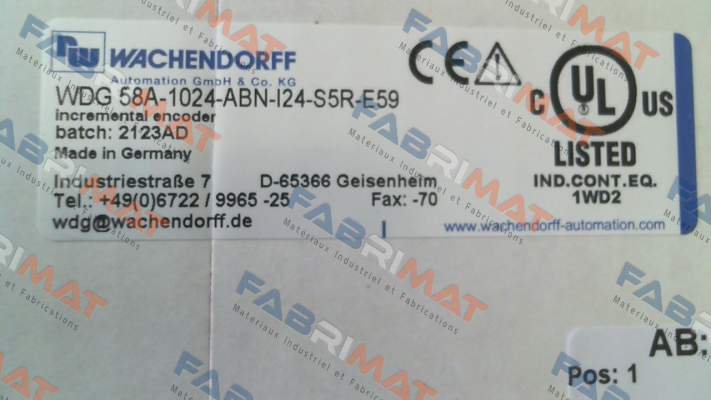 rw WACHENDORFF
Automation GmbH & Co. KG
WDG 58A-1024-ABN-I24-S5R-E59
incremental encoder
batch: 2123AD
Made in Germany
Industriestraße 7 D-65366 Geisenheim
Tel.: +49(0)6722 / 9965 -25 Fax: -70
wdg@wachendorff.de
CE
C UL US
LISTED
IND.CONT.EQ.
1WD2
www.wachendorff-automation.com
AB:
Pos: 1
FABRIMAT
Materiaux Industriel et Fabrications